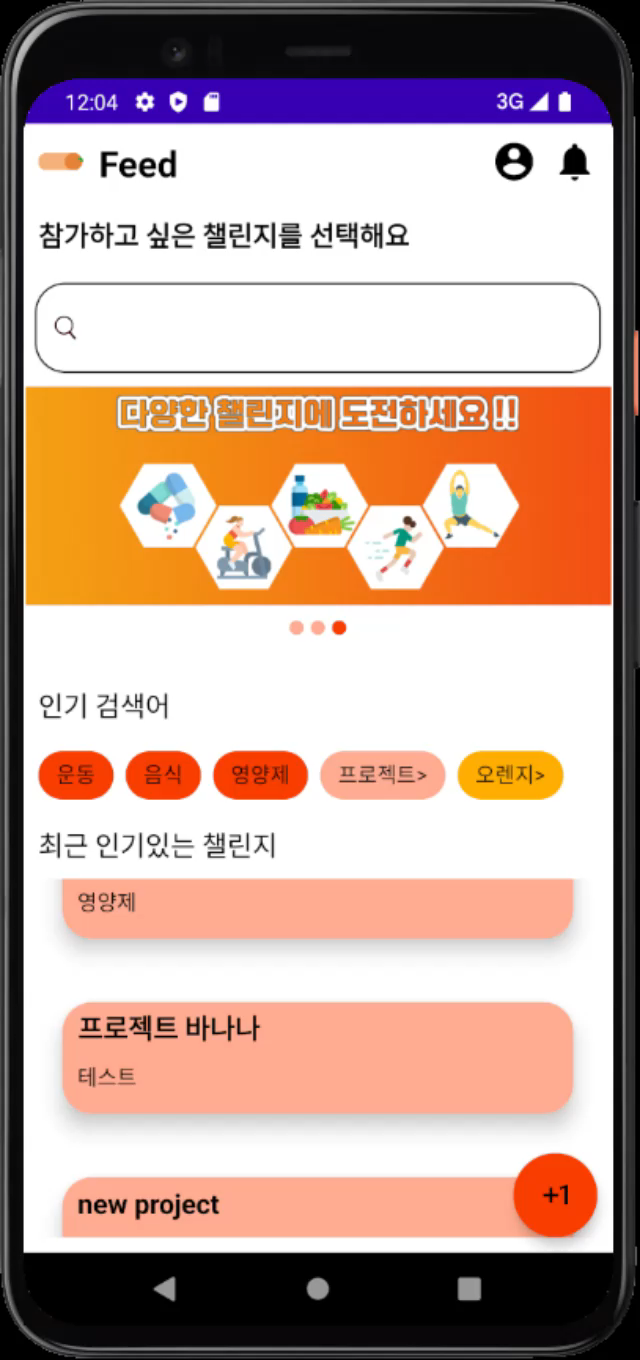 12:04
3G
Feed
참가하고 싶은 챌린지를 선택해요
다양한 챌린지에 도전하세요 !!
인기 검색어
운동 음식 영양제 프로젝트> 오렌지>
최근 인기있는 챌린지
영양제
프로젝트 바나나
테스트
new project
+1